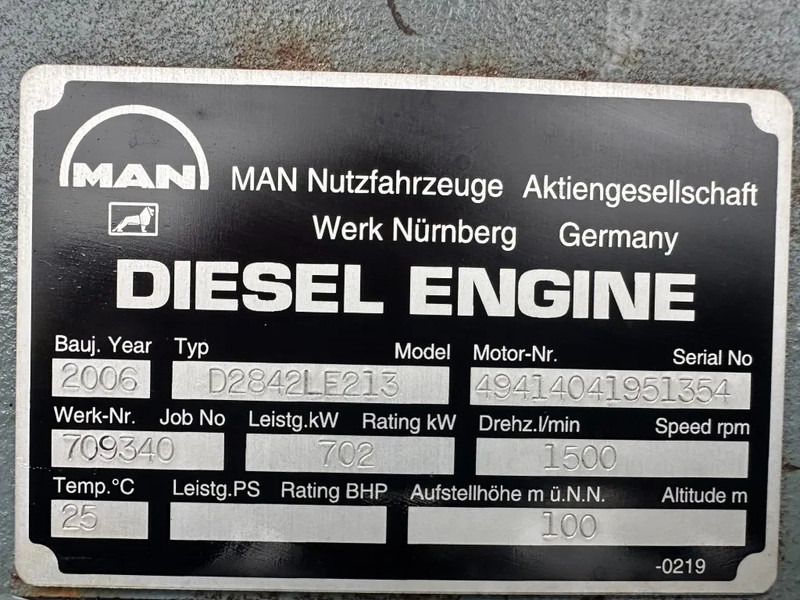 MAN
MAN Nutzfahrzeuge Aktiengesellschaft
Werk Nürnberg Germany
DIESEL ENGINE
Bauj. Year Typ Model Motor-Nr. Serial No
2006 D2842LE213 49414041951354
Werk-Nr. Job No Leistg.kW Rating kW Drehz.l/min Speed rpm
709340 702 1500
Temp.°C Leistg.PS Rating BHP Aufstellhöhe m ü.N.N. Altitude m
25 100
-0219